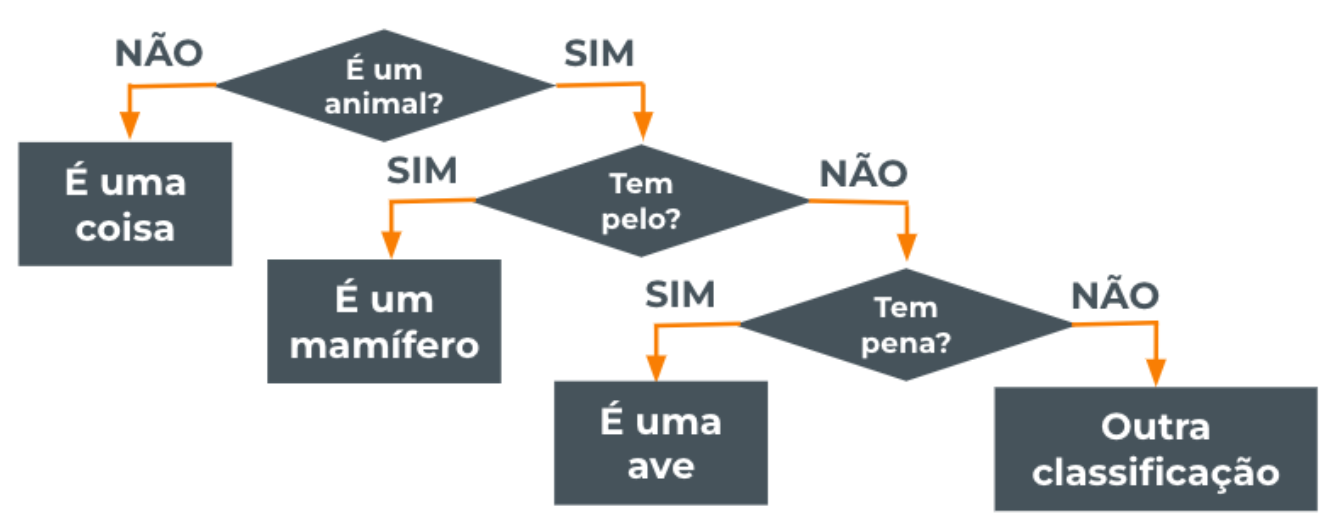 NÃO
É um
animal?
SIM
É uma
coisa
SIM
Tem
pelo?
NÃO
É um
mamífero
SIM
Tem
pena?
NÃO
É uma
ave
Outra
classificação